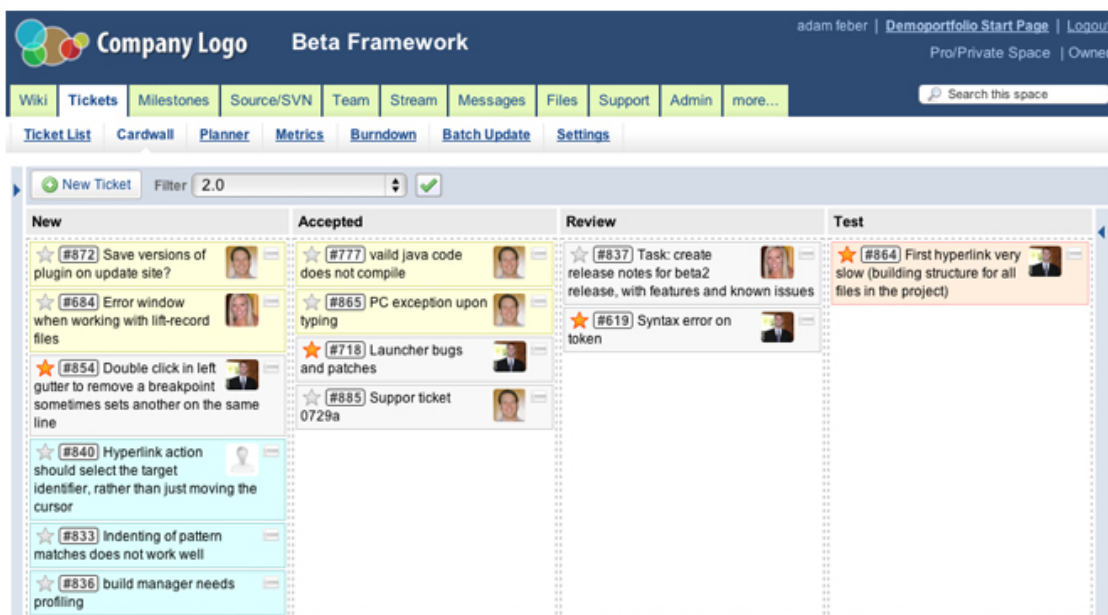 adam feber | Demoportfolio Start Page | Logout
Company Logo Beta Framework
Pro/Private Space | Owner
Wiki Tickets Milestones Source/SVN Team Stream Messages Files Support Admin more... Search this space
Ticket List Cardwall Planner Metrics Burndown Batch Update Settings
New Ticket Filter 2.0
New
#872 Save versions of
plugin on update site?
#684 Error window
when working with lift-record
files
#854 Double click in left
gutter to remove a breakpoint
sometimes sets another on the same
line
#840 Hyperlink action
should select the target
identifier, rather than just moving the
cursor
#833 Indenting of pattern
matches does not work well
#836 build manager needs
profiling
Accepted
#777 vaild java code
does not compile
#865 PC exception upon
typing
#718 Launcher bugs
and patches
#885 Suppor ticket
0729a
Review
#837 Task: create
release notes for beta2
release, with features and known issues
#619 Syntax error on
token
Test
#864 First hyperlink very
slow (building structure for all
files in the project)